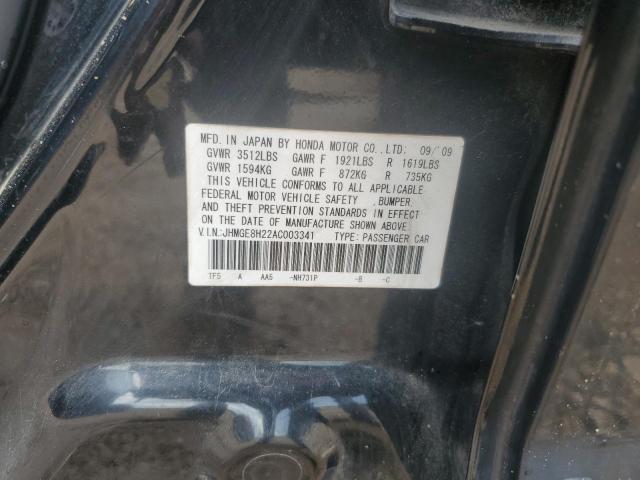 MFD. IN JAPAN BY HONDA MOTOR CO., LTD. 09/'09
GVWR 3512LBS GAWR F 1921LBS R 1619LBS
GVWR 1594KG GAWR F 872KG R 735KG
THIS VEHICLE CONFORMS TO ALL APPLICABLE
FEDERAL MOTOR VEHICLE SAFETY ,BUMPER,
AND THEFT PREVENTION STANDARDS IN EFFECT
ON THE DATE OF MANUFACTURE SHOWN ABOVE.
V.I.N.:JHMGE8H22AC003341 TYPE: PASSENGER CAR
TF5 A AA5 -NH731P -B -C